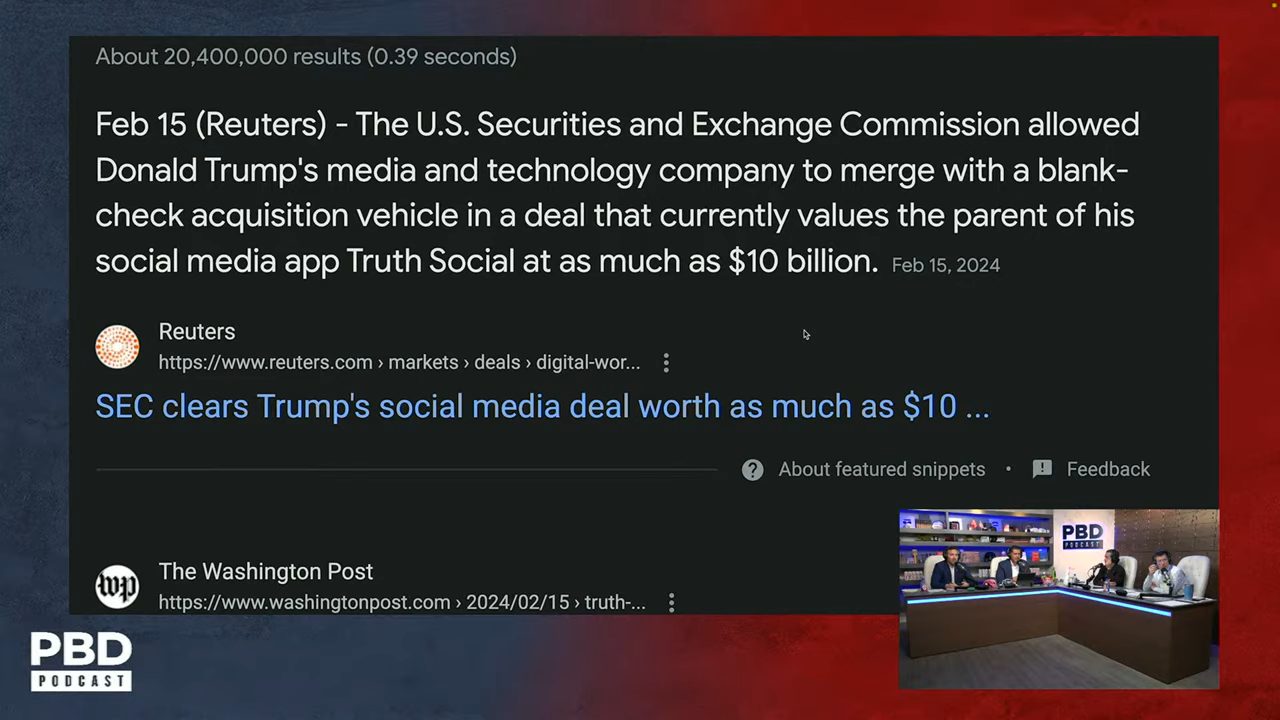 About 20,400,000 results (0.39 seconds)
Feb 15 (Reuters) - The U.S. Securities and Exchange Commission allowed
Donald Trump's media and technology company to merge with a blank-
check acquisition vehicle in a deal that currently values the parent of his
social media app Truth Social at as much as $10 billion. Feb 15, 2024
Reuters
https://www.reuters.com › markets › deals › digital-wor...
SEC clears Trump's social media deal worth as much as $10 ...
About featured snippets • Feedback
The Washington Post
https://www.washingtonpost.com › 2024/02/15 › truth-...
wp
PBD
PODCAST
PBD
PODCAST